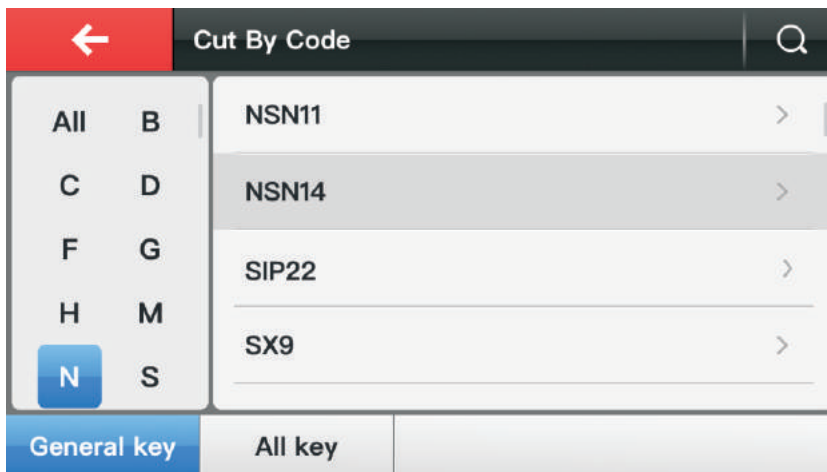 Cut By Code
All B
C D
F G
H M
N S
NSN11
NSN14
SIP22
SX9
General key All key